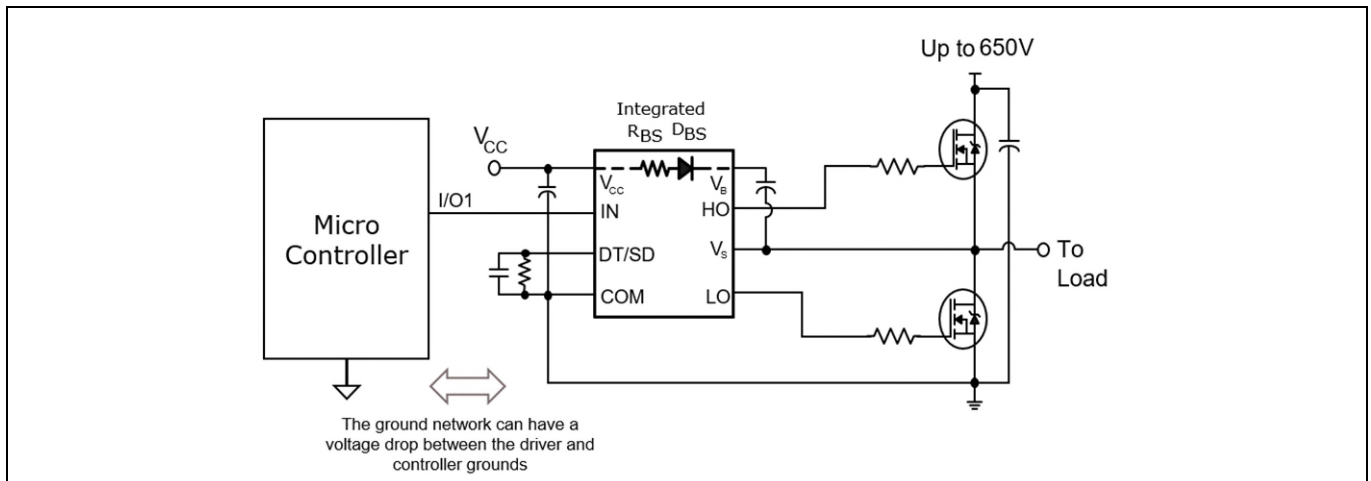 Up to 650V
Integrated
RBS DBS
VCC
VCC
VB
I/O1
IN
HO
Micro
Controller
DT/SD
VS
To
Load
COM
LO
The ground network can have a
voltage drop between the driver and
controller grounds